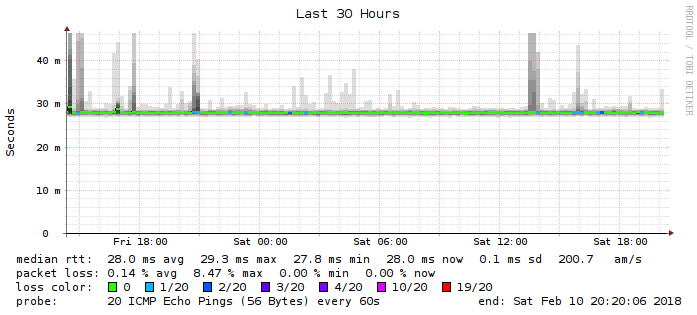 Last 30 Hours
RRDTOOL / TOBI OETIKER
Seconds
40 m
30 m
20 m
10 m
0
Fri 18:00 Sat 00:00 Sat 06:00 Sat 12:00 Sat 18:00
median rtt: 28.0 ms avg 29.3 ms max 27.8 ms min 28.0 ms now 0.1 ms sd 200.7 am/s
packet loss: 0.14 % avg 8.47 % max 0.00 % min 0.00 % now
loss color: 0 1/20 2/20 3/20 4/20 10/20 19/20
probe: 20 ICMP Echo Pings (56 Bytes) every 60s end: Sat Feb 10 20:20:06 2018